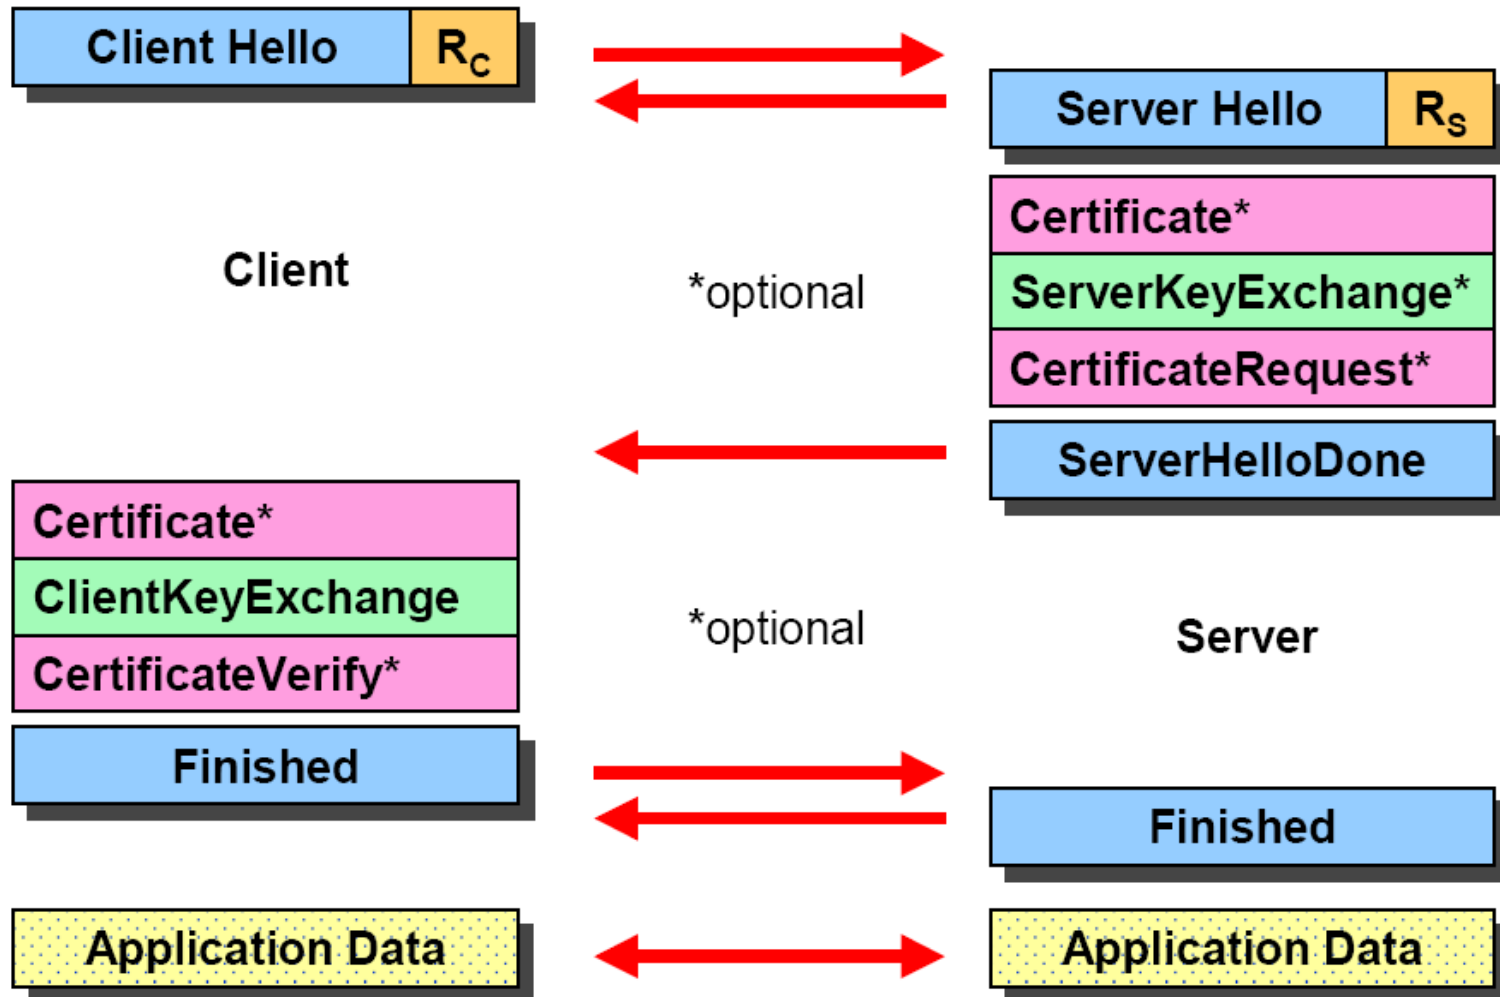 Client Hello RC
Server Hello RS
Certificate*
Client
*optional
ServerKeyExchange*
CertificateRequest*
ServerHelloDone
Certificate*
ClientKeyExchange
*optional
Server
CertificateVerify*
Finished
Finished
Application Data
Application Data